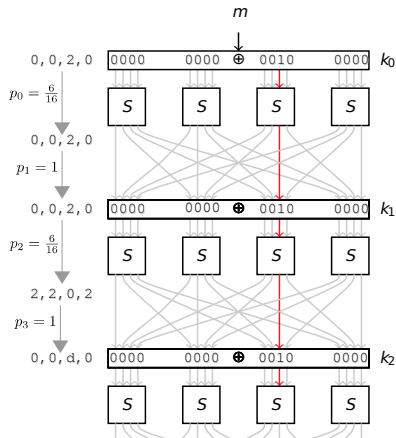 m
0,0,2,0 0000 0000 ⊕ 0010 0000 k₀
p₀ = 6/16 S S S S
0,0,2,0
p₁ = 1
0,0,2,0 0000 0000 ⊕ 0010 0000 k₁
p₂ = 6/16 S S S S
2,2,0,2
p₃ = 1
0,0,d,0 0000 0000 ⊕ 0010 0000 k₂
S S S S